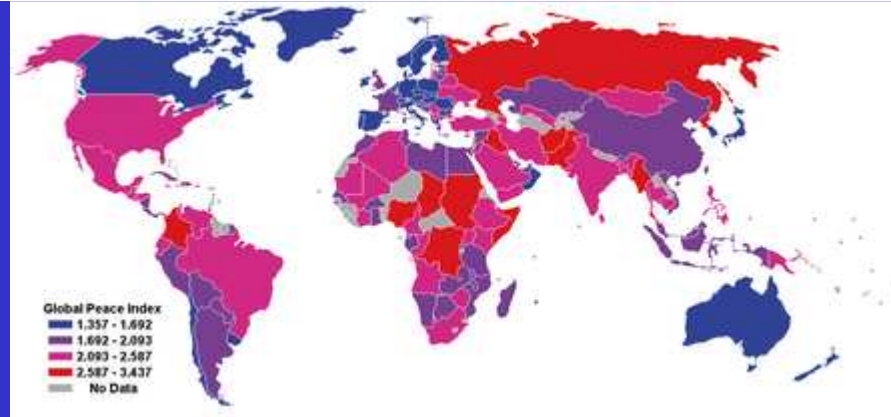 Global Peace Index
1.357 - 1.692
1.692 - 2.093
2.093 - 2.587
2.587 - 3.437
No Data